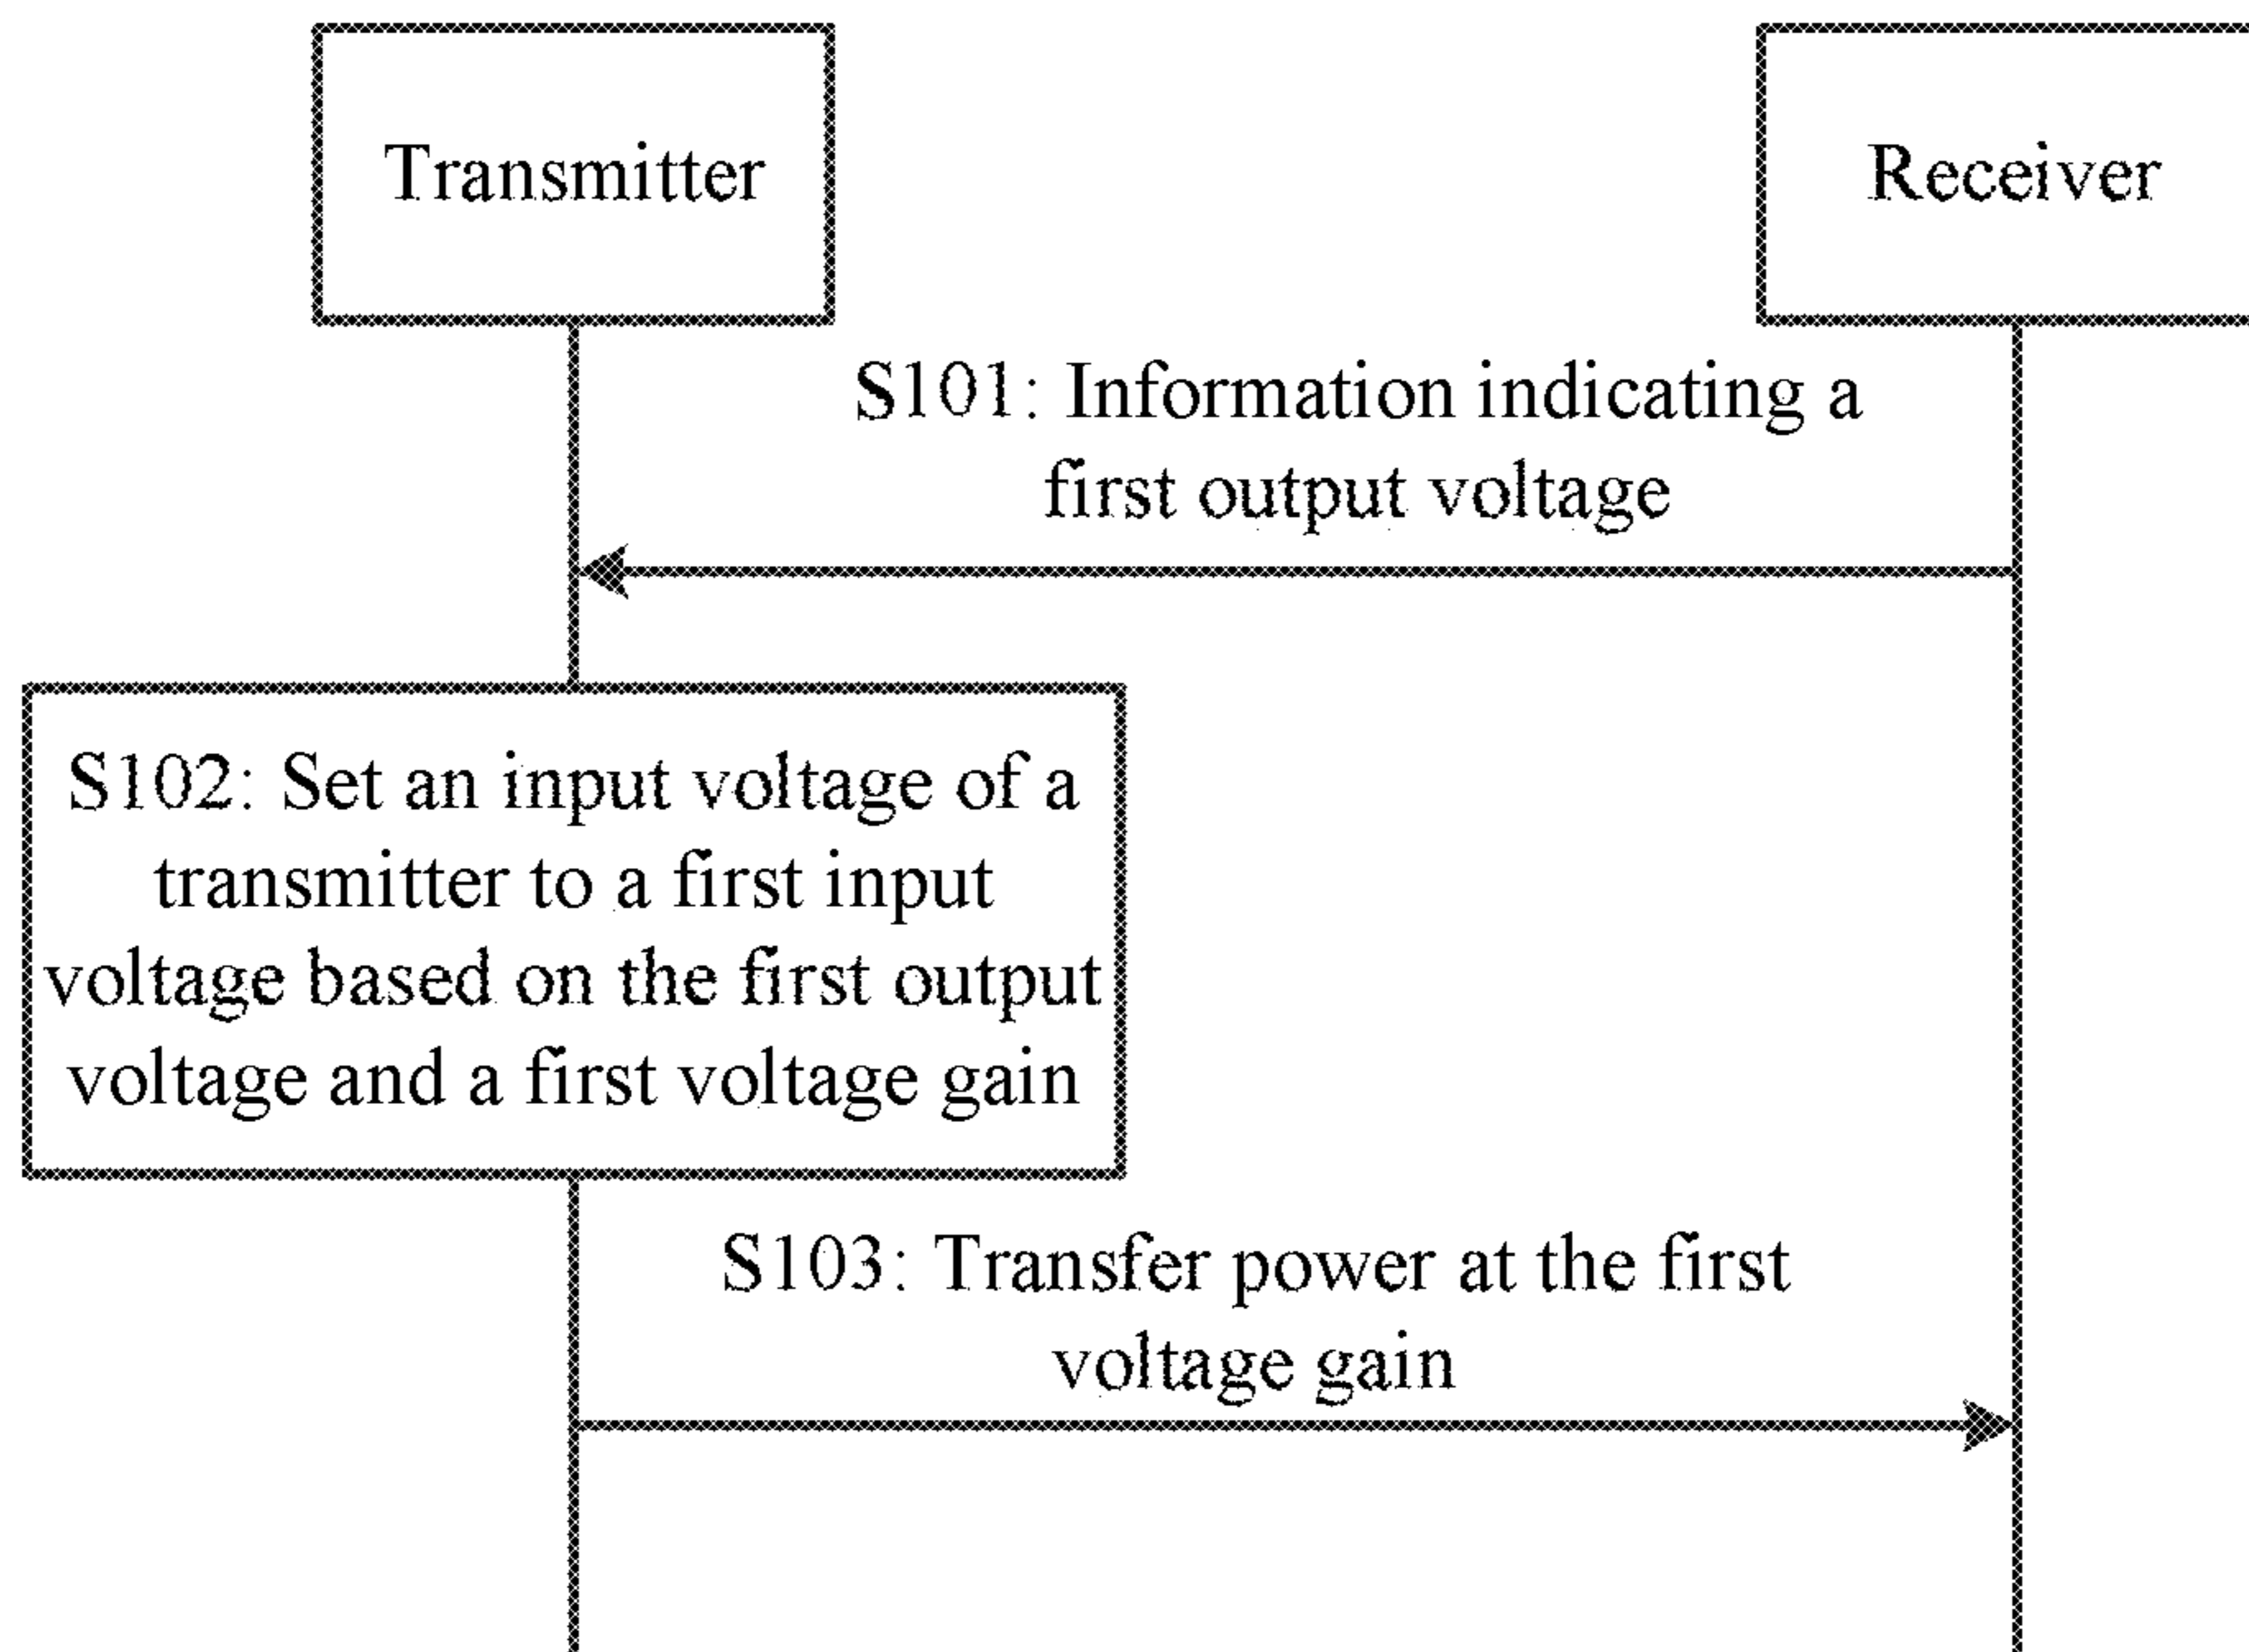 Transmitter
Receiver
S101: Information indicating a
first output voltage
S102: Set an input voltage of a
transmitter to a first input
voltage based on the first output
voltage and a first voltage gain
S103: Transfer power at the first
voltage gain